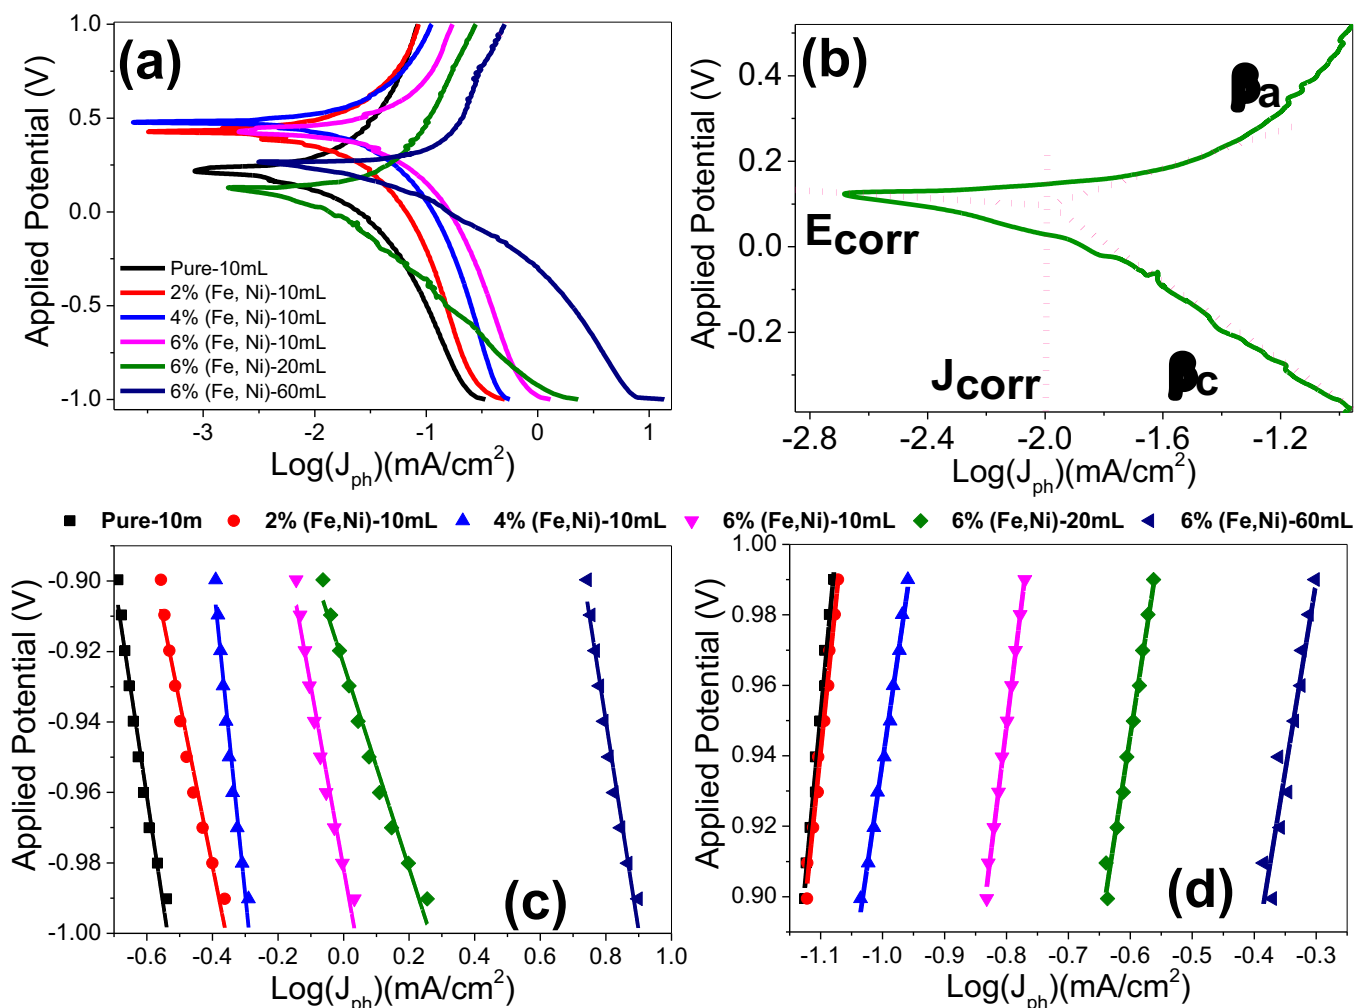 (a)
1.0
0.5
0.0
-0.5
-1.0
Applied Potential (V)
Pure-10mL
2% (Fe, Ni)-10mL
4% (Fe, Ni)-10mL
6% (Fe, Ni)-10mL
6% (Fe, Ni)-20mL
6% (Fe, Ni)-60mL
-3 -2 -1 0 1
Log(Jph)(mA/cm2)
(b)
0.4
0.2
0.0
-0.2
Applied Potential (V)
βa
Ecorr
Jcorr
βc
-2.8 -2.4 -2.0 -1.6 -1.2
Log(Jph)(mA/cm2)
Pure-10m 2% (Fe,Ni)-10mL 4% (Fe,Ni)-10mL 6% (Fe,Ni)-10mL 6% (Fe,Ni)-20mL 6% (Fe,Ni)-60mL
-0.90
-0.92
-0.94
-0.96
-0.98
-1.00
Applied Potential (V)
(c)
-0.6 -0.4 -0.2 0.0 0.2 0.4 0.6 0.8 1.0
Log(Jph)(mA/cm2)
1.00
0.98
0.96
0.94
0.92
0.90
Applied Potential (V)
(d)
-1.1 -1.0 -0.9 -0.8 -0.7 -0.6 -0.5 -0.4 -0.3
Log(Jph)(mA/cm2)